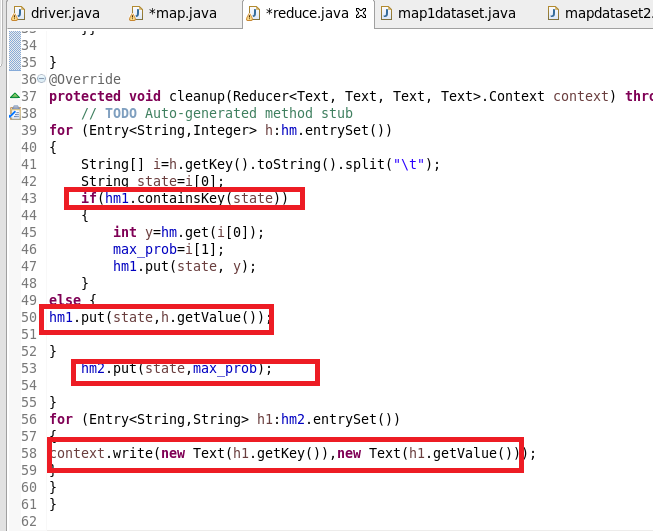 driver.java *map.java *reduce.java map1dataset.java mapdataset2
34
35 }
36 @Override
37 protected void cleanup(Reducer<Text, Text, Text, Text>.Context context) thro
38 // TODO Auto-generated method stub
39 for (Entry<String,Integer> h:hm.entrySet())
40 {
41 String[] i=h.getKey().toString().split("\t");
42 String state=i[0];
43 if(hm1.containsKey(state))
44 {
45 int y=hm.get(i[0]);
46 max_prob=i[1];
47 hm1.put(state, y);
48 }
49 else {
50 hm1.put(state,h.getValue());
51
52 }
53 hm2.put(state,max_prob);
54
55 }
56 for (Entry<String,String> h1:hm2.entrySet())
57 {
58 context.write(new Text(h1.getKey()),new Text(h1.getValue()));
59 }
60 }
61 }
62